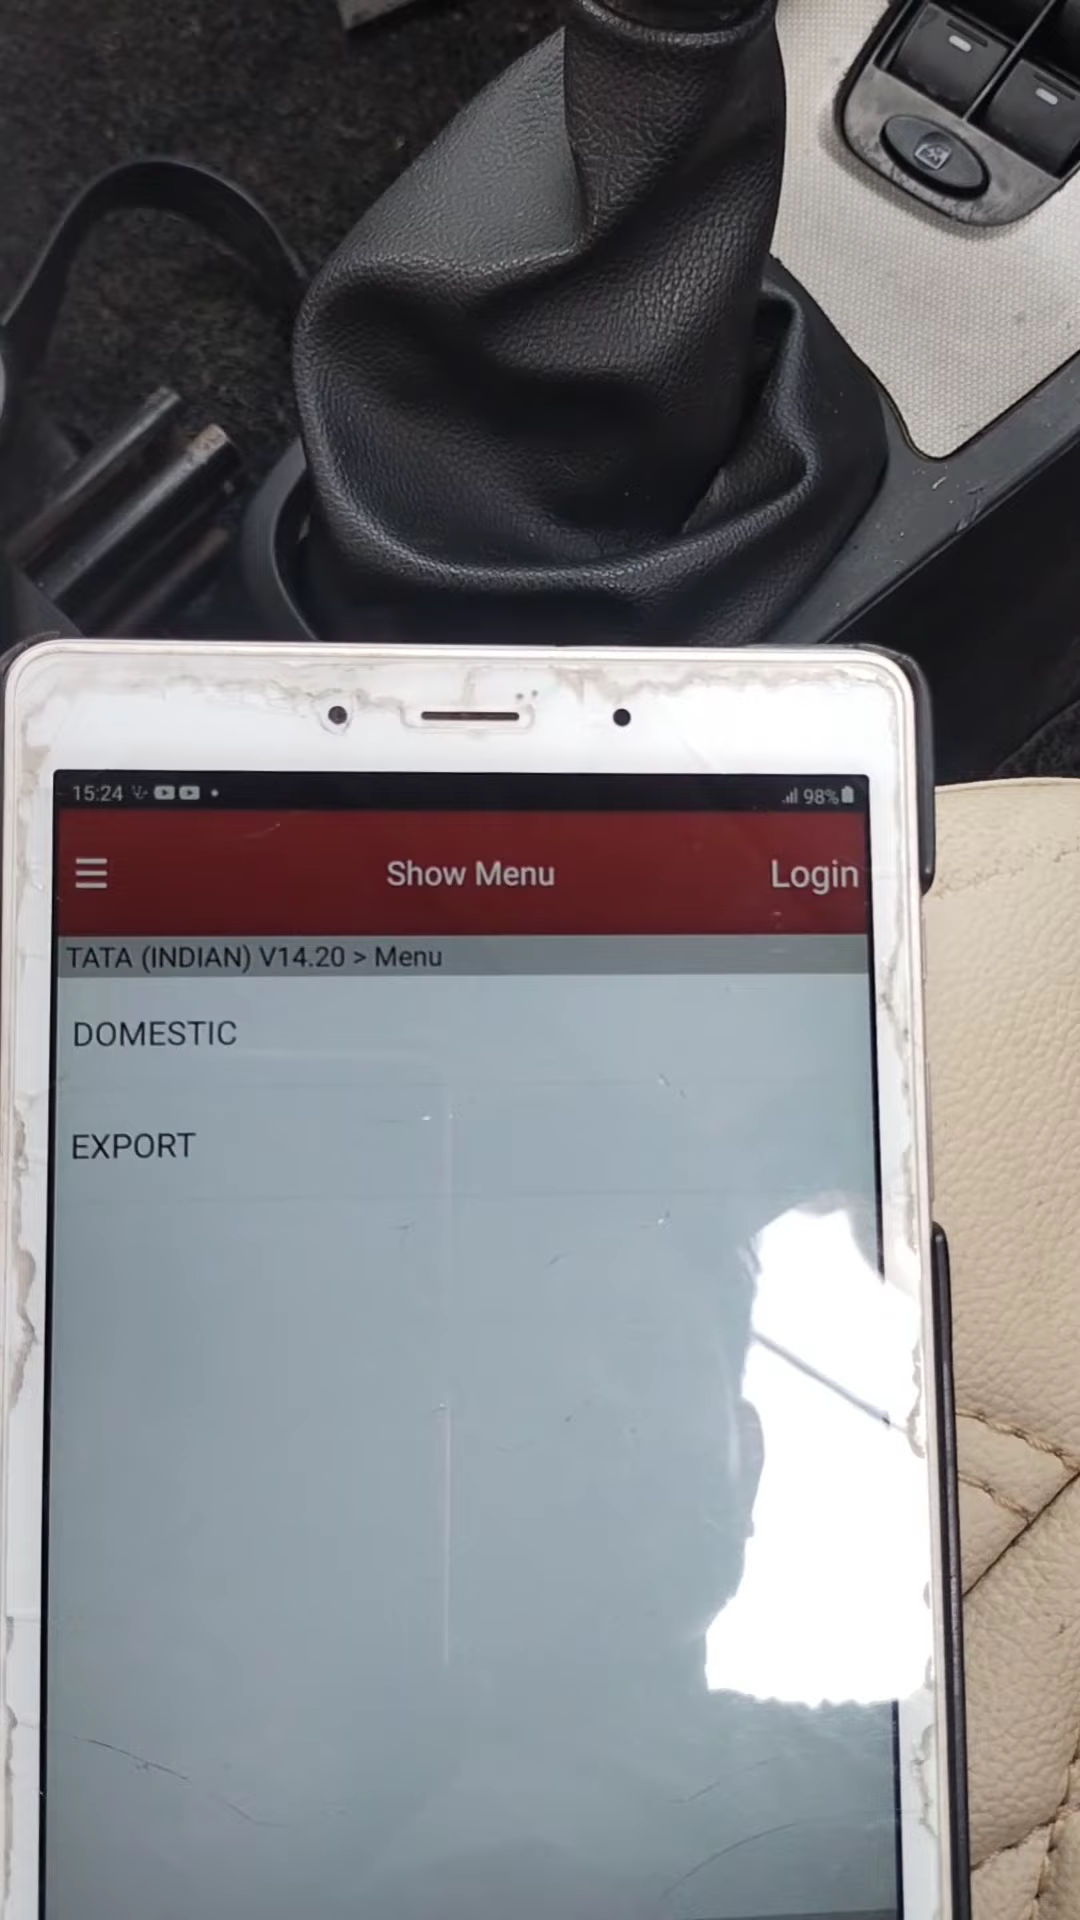 15:24
98%
Show Menu
Login
TATA (INDIAN) V14.20 > Menu
DOMESTIC
EXPORT